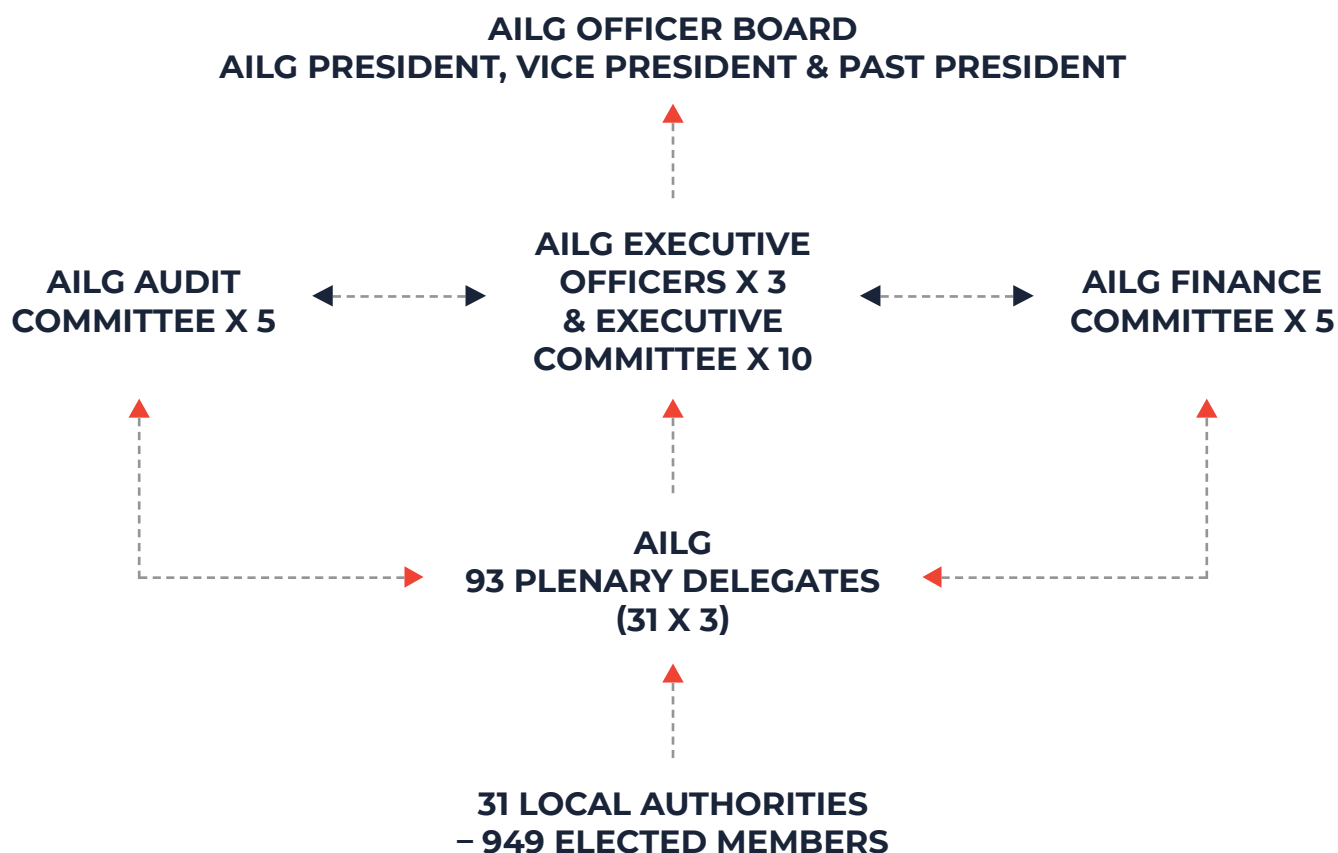 AILG OFFICER BOARD
AILG PRESIDENT, VICE PRESIDENT & PAST PRESIDENT
AILG AUDIT
COMMITTEE X 5
AILG EXECUTIVE
OFFICERS X 3
& EXECUTIVE
COMMITTEE X 10
AILG FINANCE
COMMITTEE X 5
AILG
93 PLENARY DELEGATES
(31 X 3)
31 LOCAL AUTHORITIES
– 949 ELECTED MEMBERS